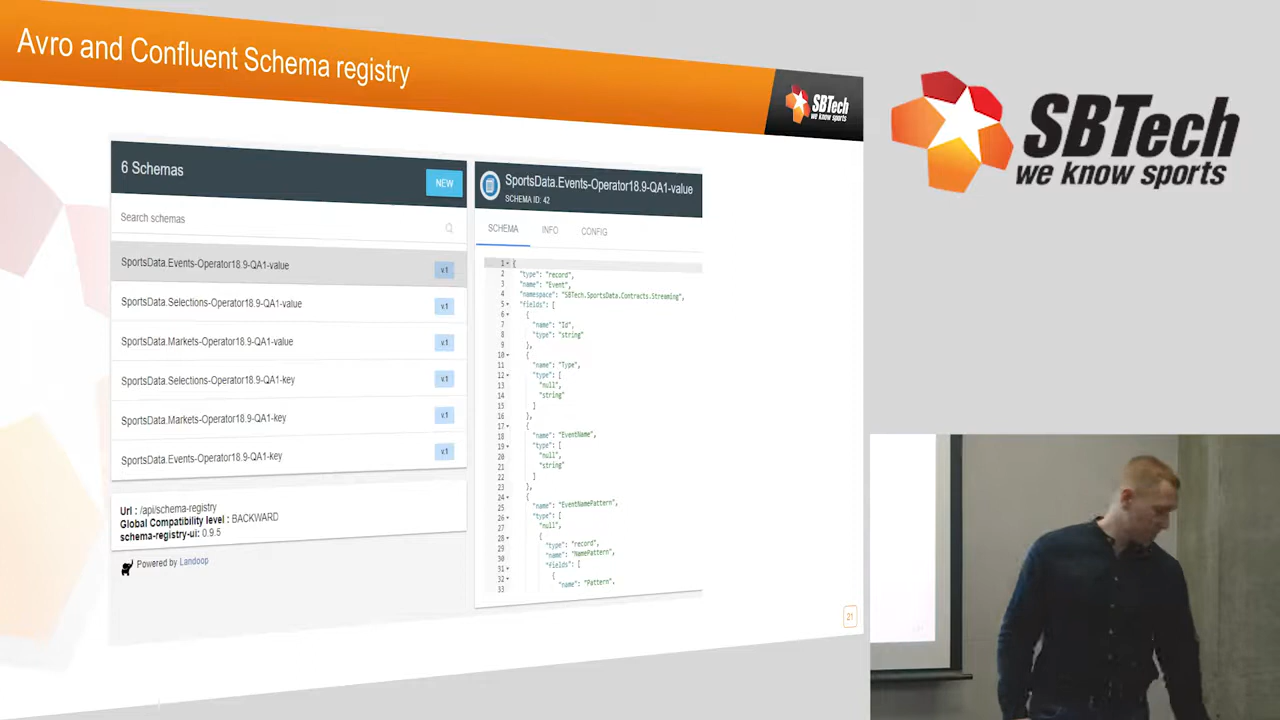 Avro and Confluent Schema registry
SBTech
we know sports
6 Schemas
NEW
Search schemas
SportsData.Events-Operator18.9-QA1-value
v.1
SportsData.Selections-Operator18.9-QA1-value
v.1
SportsData.Markets-Operator18.9-QA1-value
v.1
SportsData.Selections-Operator18.9-QA1-key
v.1
SportsData.Markets-Operator18.9-QA1-key
v.1
SportsData.Events-Operator18.9-QA1-key
v.1
Url : /api/schema-registry
Global Compatibility level : BACKWARD
schema-registry-ui: 0.9.5
Powered by Landoop
SportsData.Events-Operator18.9-QA1-value
SCHEMA ID: 42
SCHEMA INFO CONFIG
1 {
2 "type": "record",
3 "name": "Event",
4 "namespace": "SBTech.SportsData.Contracts.Streaming",
5 "fields": [
6 {
7 "name": "Id",
8 "type": "string"
9 },
10 {
11 "name": "Type",
12 "type": [
13 "null",
14 "string"
15 ]
16 },
17 {
18 "name": "EventName",
19 "type": [
20 "null",
21 "string"
22 ]
23 },
24 {
25 "name": "EventNamePattern",
26 "type": [
27 "null",
28 {
29 "type": "record",
30 "name": "NamePattern",
31 "fields": [
32 {
33 "name": "Pattern",
21
SBTech
we know sports